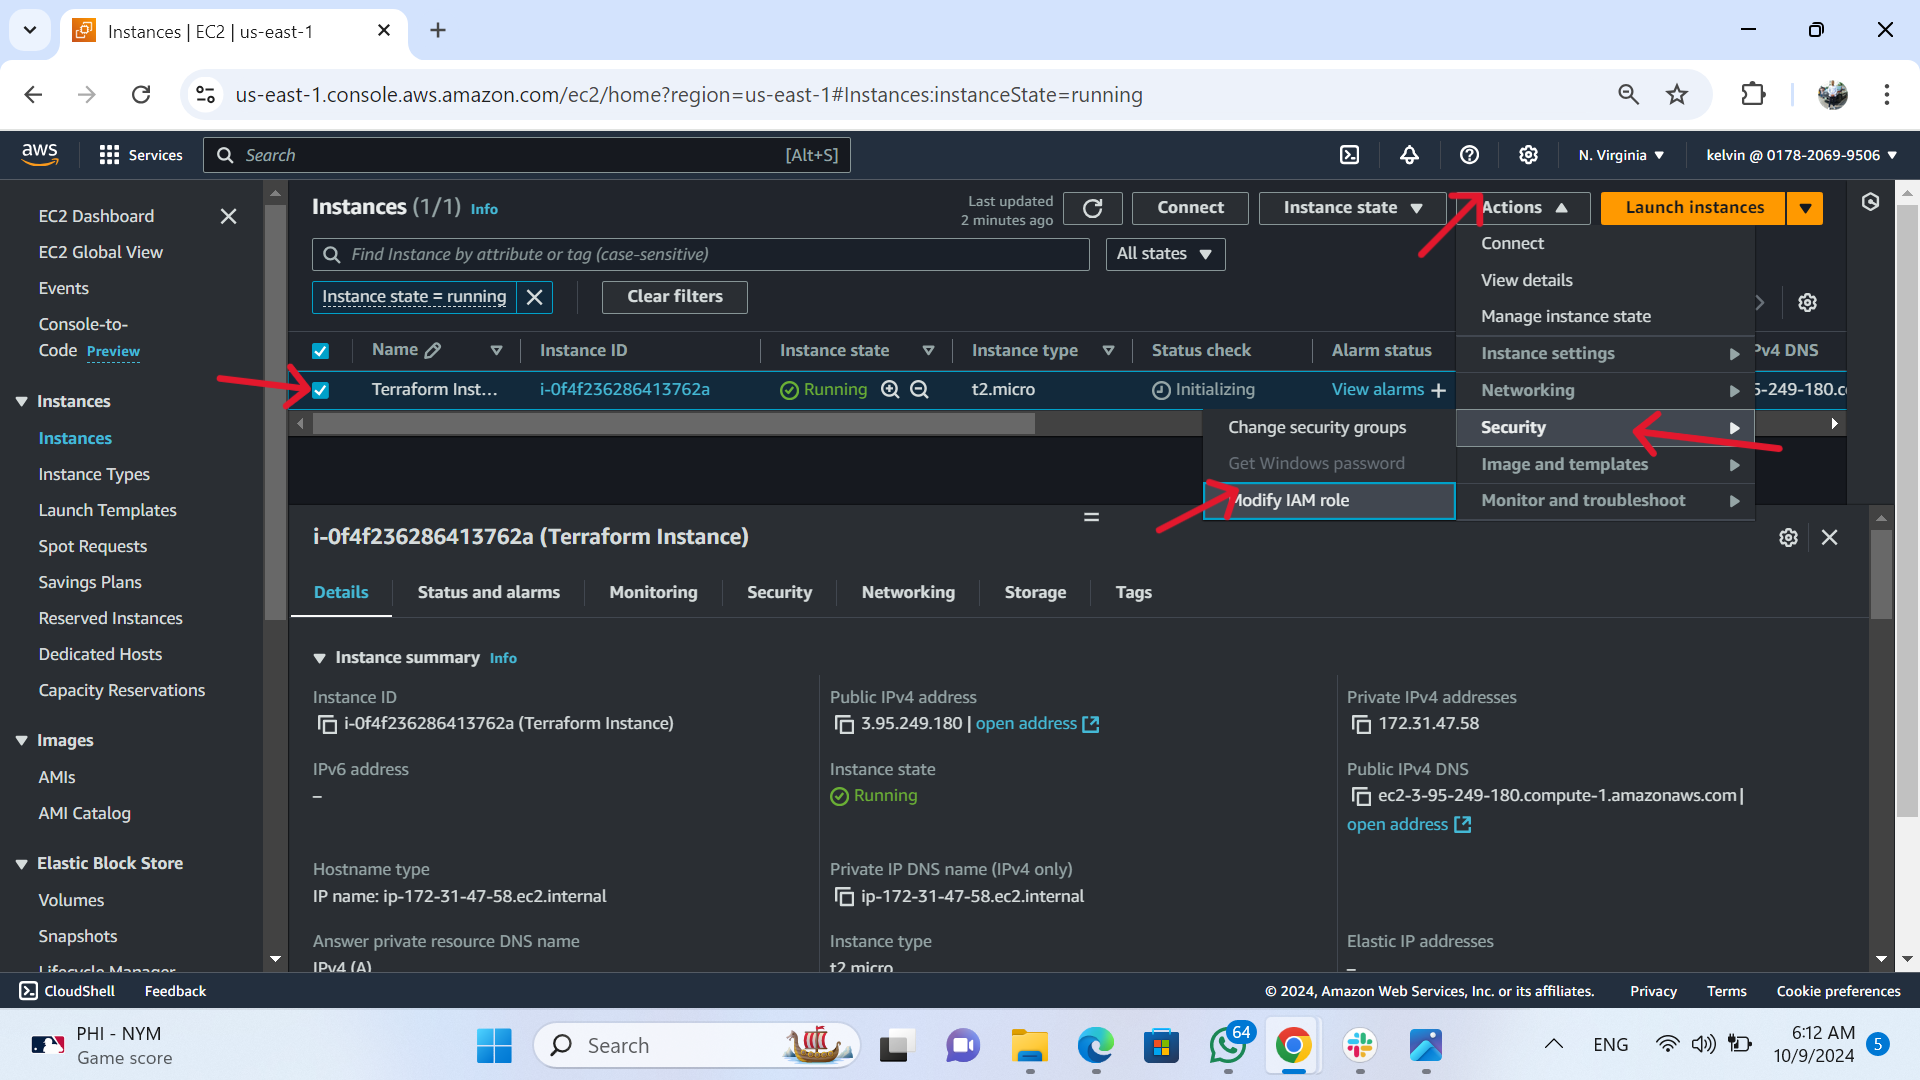 Instances | EC2 | us-east-1
us-east-1.console.aws.amazon.com/ec2/home?region=us-east-1#Instances:instanceState=running
aws
Services
Search
[Alt+S]
N. Virginia
kelvin @ 0178-2069-9506
EC2 Dashboard
EC2 Global View
Events
Console-to-
Code Preview
Instances
Instances
Instance Types
Launch Templates
Spot Requests
Savings Plans
Reserved Instances
Dedicated Hosts
Capacity Reservations
Images
AMIs
AMI Catalog
Elastic Block Store
Volumes
Snapshots
Lifecycle Manager
Instances (1/1) Info
Last updated
2 minutes ago
Connect
Instance state
Actions
Launch instances
Find Instance by attribute or tag (case-sensitive)
All states
Instance state = running
Clear filters
Connect
View details
Manage instance state
Instance settings
Networking
Security
Image and templates
Monitor and troubleshoot
Change security groups
Get Windows password
Modify IAM role
Name
Instance ID
Instance state
Instance type
Status check
Alarm status
Pv4 DNS
Terraform Inst...
i-0f4f236286413762a
Running
t2.micro
Initializing
View alarms +
5-249-180.co
i-0f4f236286413762a (Terraform Instance)
Details
Status and alarms
Monitoring
Security
Networking
Storage
Tags
Instance summary Info
Instance ID
i-0f4f236286413762a (Terraform Instance)
Public IPv4 address
3.95.249.180 | open address
Private IPv4 addresses
172.31.47.58
IPv6 address
–
Instance state
Running
Public IPv4 DNS
ec2-3-95-249-180.compute-1.amazonaws.com |
open address
Hostname type
IP name: ip-172-31-47-58.ec2.internal
Private IP DNS name (IPv4 only)
ip-172-31-47-58.ec2.internal
Answer private resource DNS name
IPv4 (A)
Instance type
t2.micro
Elastic IP addresses
–
CloudShell
Feedback
© 2024, Amazon Web Services, Inc. or its affiliates.
Privacy
Terms
Cookie preferences
PHI - NYM
Game score
Search
64
ENG
6:12 AM
10/9/2024
5